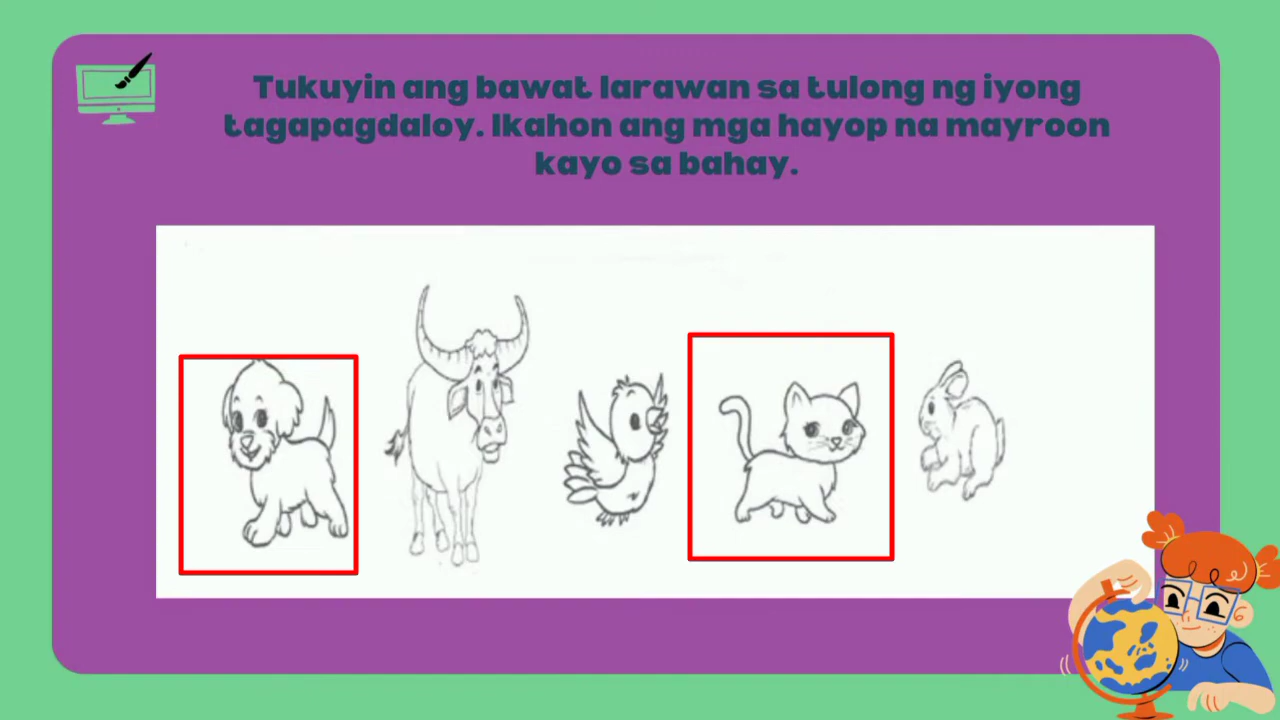 Tukuyin ang bawat larawan sa tulong ng iyong
tagapagdaloy. Ikahon ang mga hayop na mayroon
kayo sa bahay.